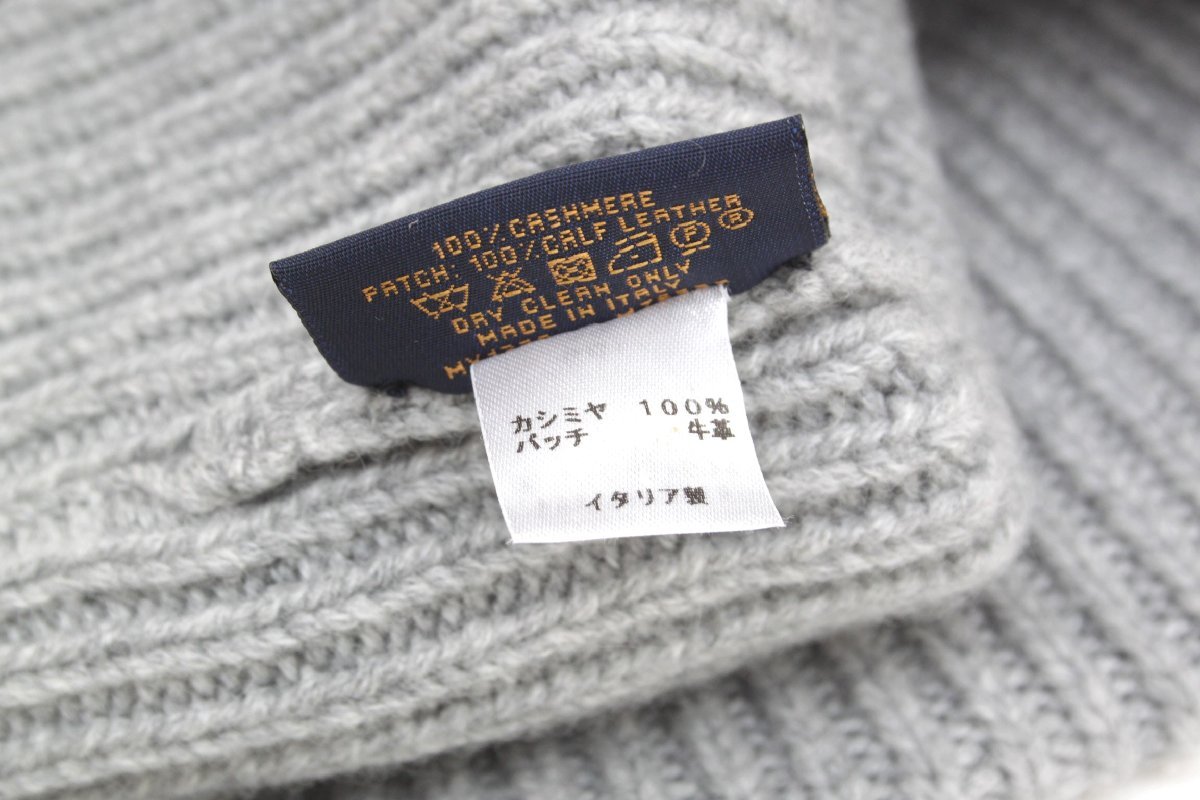 100% CASHMERE
PATCH: 100% CALF LEATHER
P ®
DRY CLEAN ONLY
MADE IN ITALY
カシミヤ 100%
パッチ 牛革
イタリア製